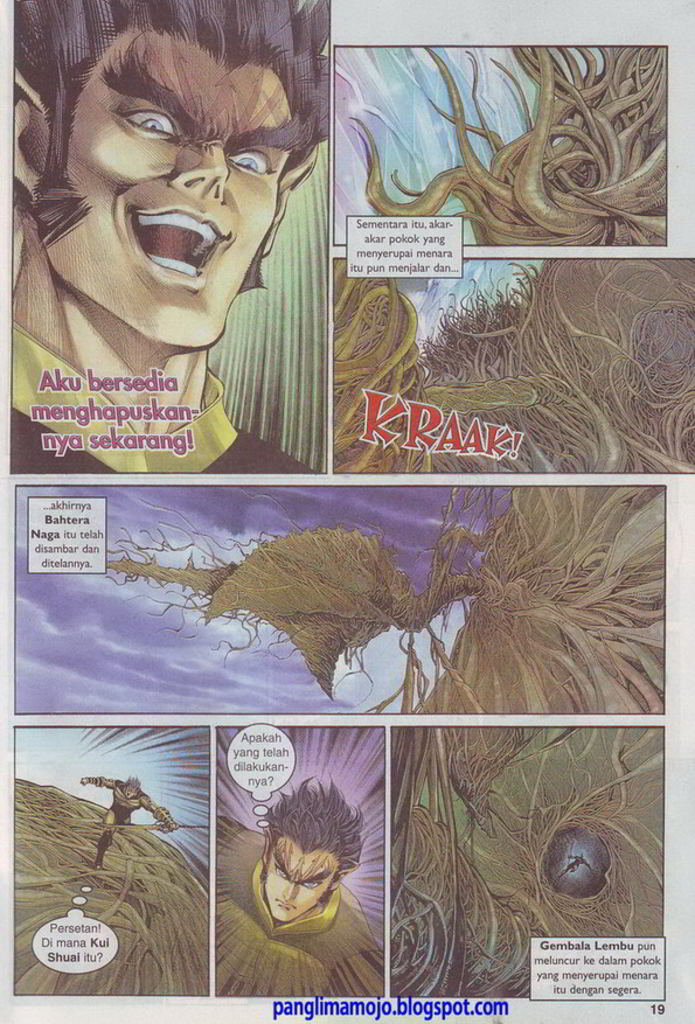 Aku bersedia
menghapuskan-
nya sekarang!
Sementara itu, akar-
akar pokok yang
menyerupai menara
itu pun menjalar dan...
KRAAK!
...akhirnya
Bahtera
Naga itu telah
disambar dan
ditelannya.
Persetan!
Di mana Kui
Shuai itu?
Apakah
yang telah
dilakukan-
nya?
Gembala Lembu pun
meluncur ke dalam pokok
yang menyerupai menara
itu dengan segera.
19
panglimamojo.blogspot.com